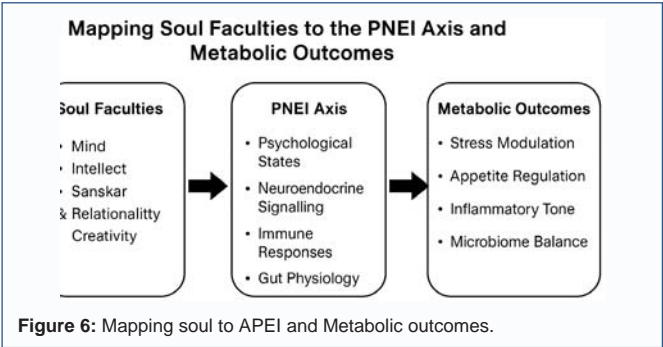 Mapping Soul Faculties to the PNEI Axis and
Metabolic Outcomes
Soul Faculties
• Mind
• Intellect
• Sanskar
& Relationalitty
Creativity
PNEI Axis
• Psychological
States
• Neuroendocrine
Signalling
• Immune
Responses
• Gut Physiology
Metabolic Outcomes
• Stress Modulation
• Appetite Regulation
• Inflammatory Tone
• Microbiome Balance
Figure 6: Mapping soul to APEI and Metabolic outcomes.